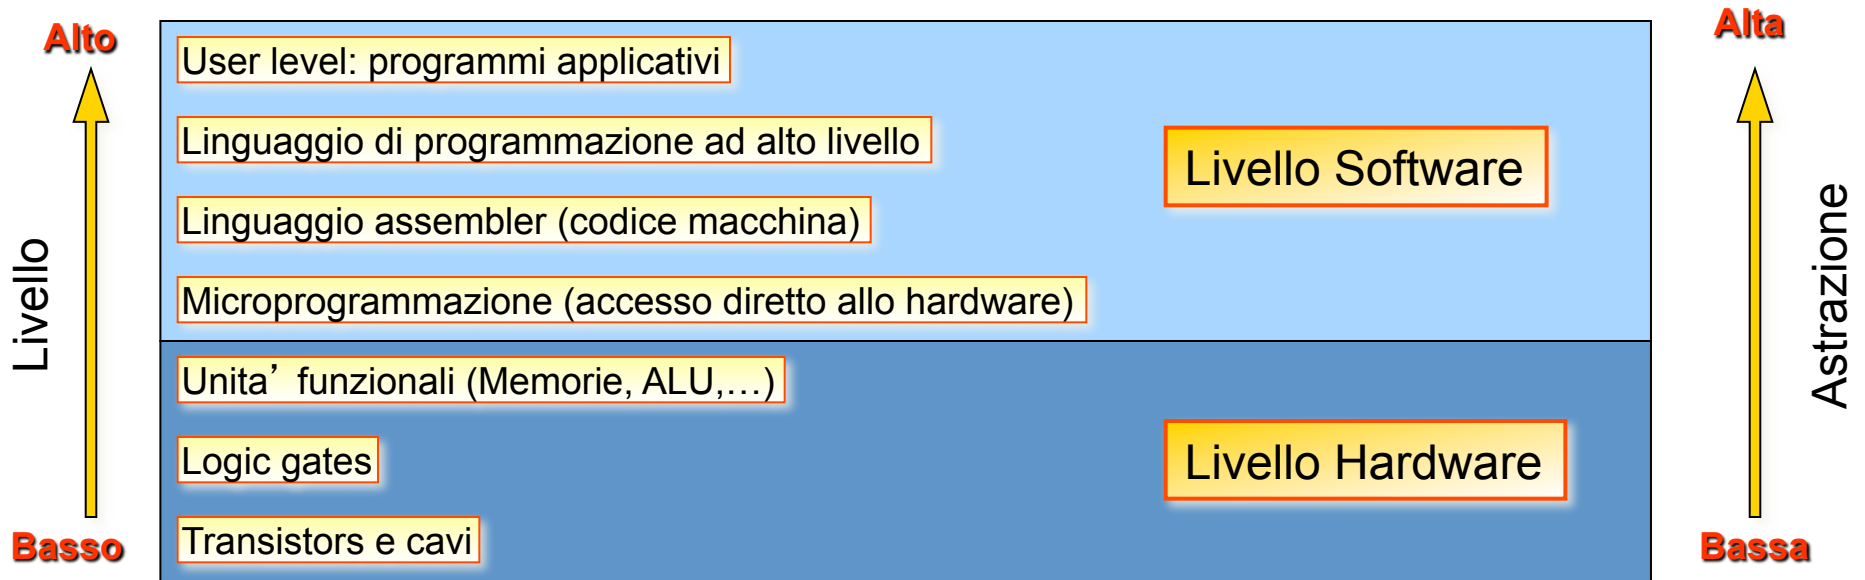 Alto
Livello
Basso
User level: programmi applicativi
Linguaggio di programmazione ad alto livello
Linguaggio assembler (codice macchina)
Microprogrammazione (accesso diretto allo hardware)
Livello Software
Unita’ funzionali (Memorie, ALU,…)
Logic gates
Transistors e cavi
Livello Hardware
Alta
Astrazione
Bassa